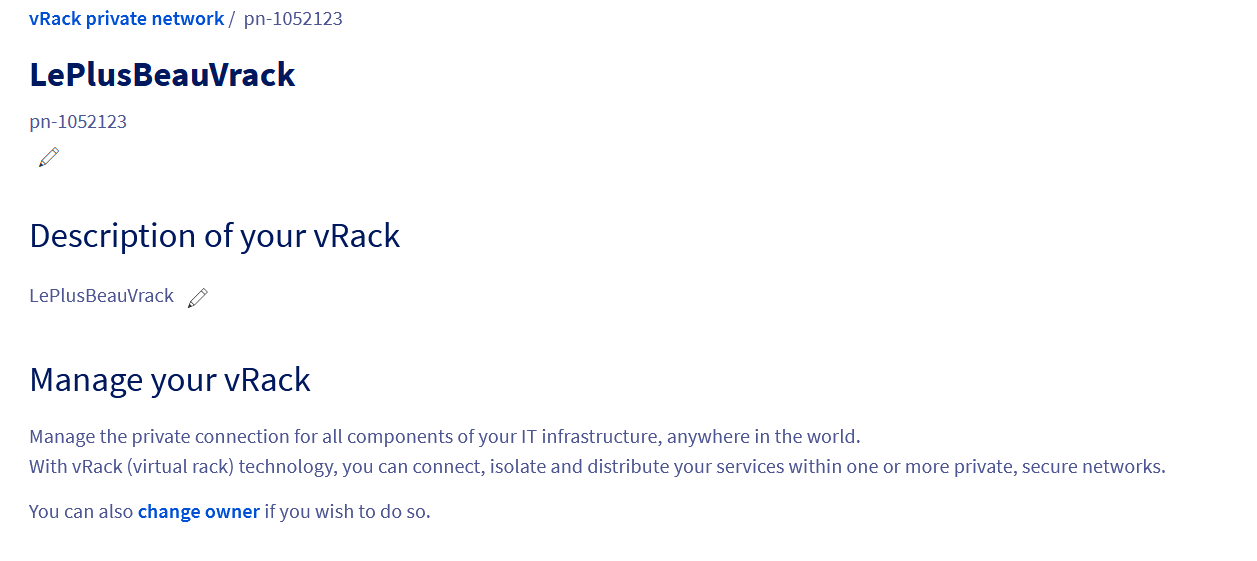 vRack private network / pn-1052123
LePlusBeauVrack
pn-1052123
Description of your vRack
LePlusBeauVrack
Manage your vRack
Manage the private connection for all components of your IT infrastructure, anywhere in the world.
With vRack (virtual rack) technology, you can connect, isolate and distribute your services within one or more private, secure networks.
You can also change owner if you wish to do so.